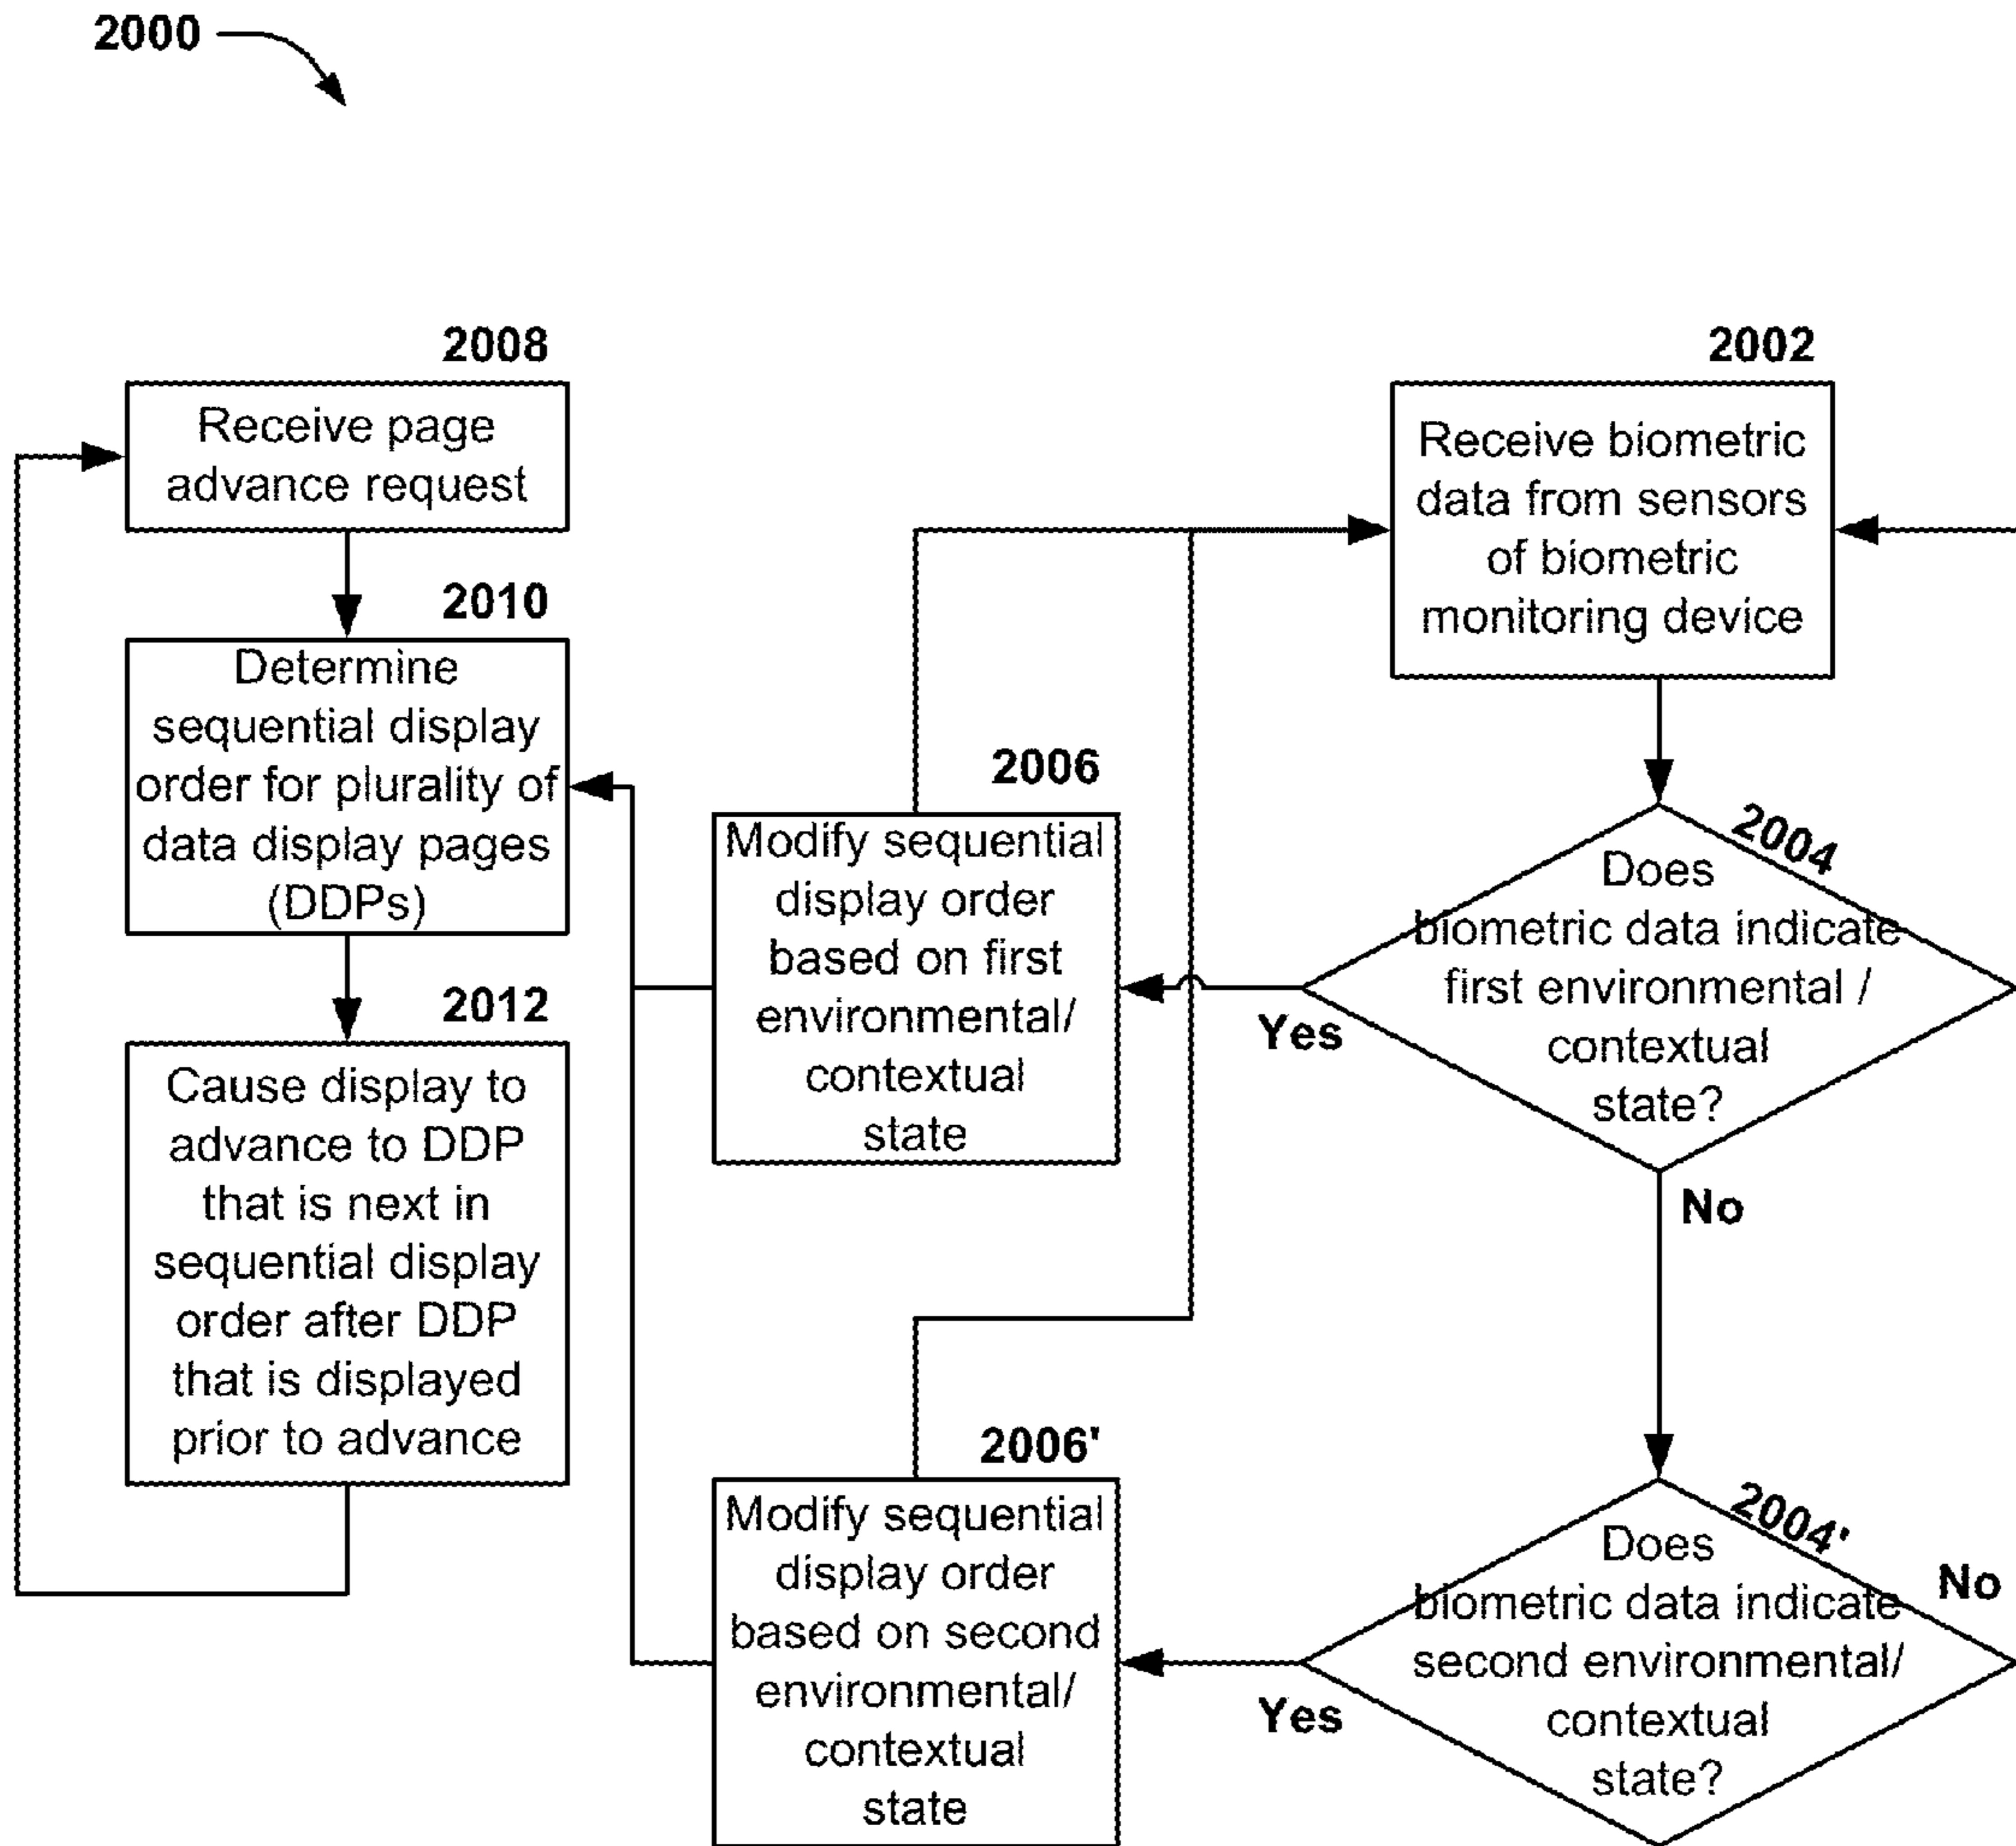 2000
2008
Receive page
advance request
2010
Determine
sequential display
order for plurality of
data display pages
(DDPs)
2012
Cause display to
advance to DDP
that is next in
sequential display
order after DDP
that is displayed
prior to advance
2006
Modify sequential
display order
based on first
environmental/
contextual
state
2006'
Modify sequential
display order
based on second
environmental/
contextual
state
2002
Receive biometric
data from sensors
of biometric
monitoring device
2004
Does
biometric data indicate
first environmental /
contextual
state?
Yes
No
2004'
Does
biometric data indicate
second environmental/
contextual
state?
Yes
No